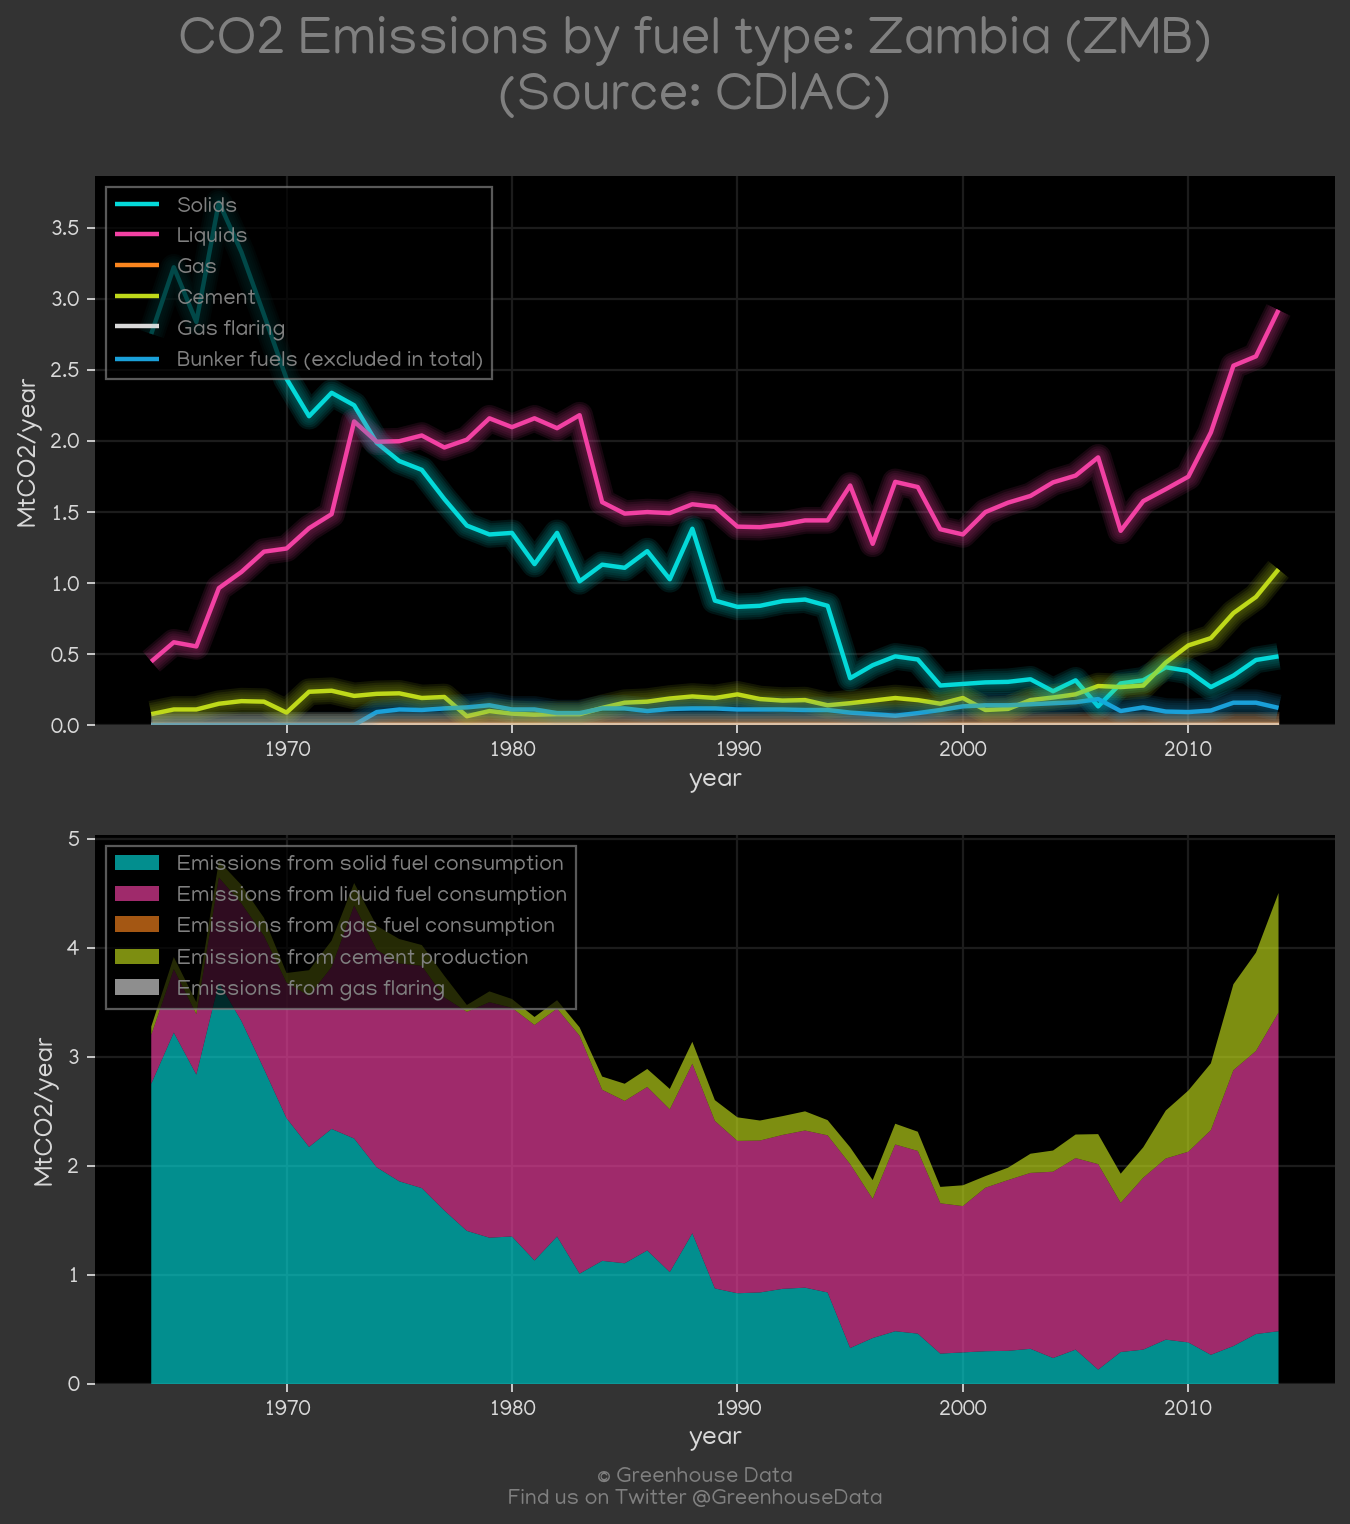 CO2 Emissions by fuel type: Zambia (ZMB)
(Source: CDIAC)
Solids
Liquids
Gas
Cement
Gas flaring
Bunker fuels (excluded in total)
MtCO2/year
3.5
3.0
2.5
2.0
1.5
1.0
0.5
0.0
1970
1980
1990
2000
2010
year
Emissions from solid fuel consumption
Emissions from liquid fuel consumption
Emissions from gas fuel consumption
Emissions from cement production
Emissions from gas flaring
MtCO2/year
5
4
3
2
1
0
1970
1980
1990
2000
2010
year
© Greenhouse Data
Find us on Twitter @GreenhouseData